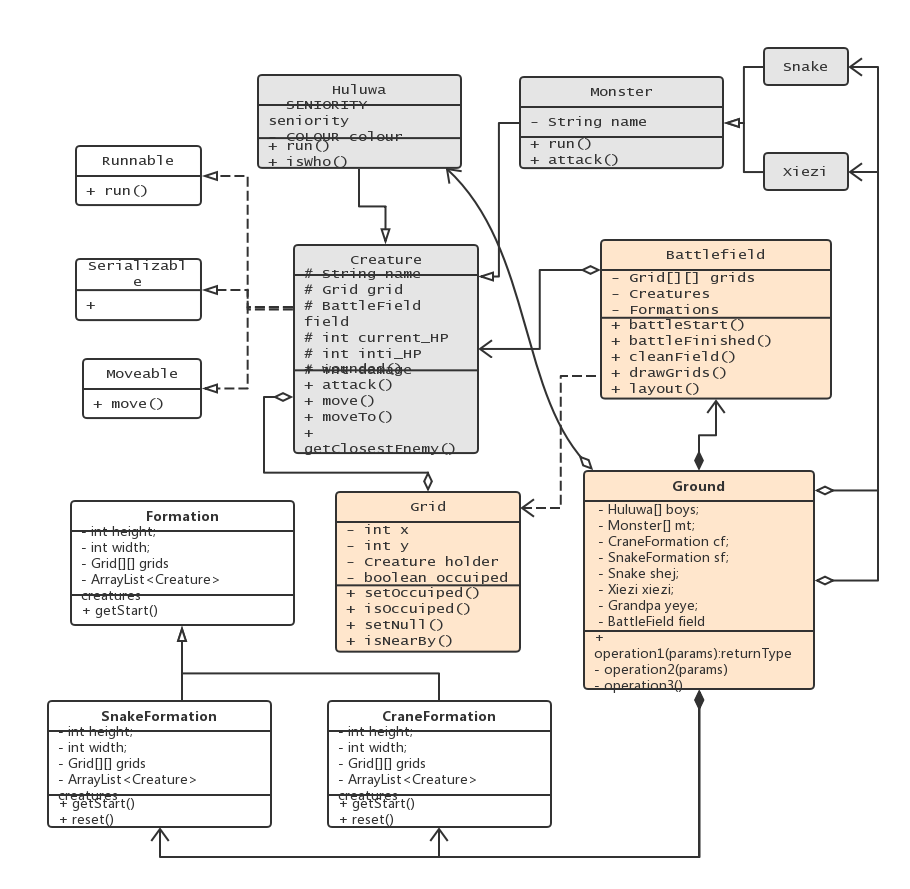 Huluwa
- SENIORITY
seniority
- COLOUR colour
+ run()
+ isWho()
Monster
- String name
+ run()
+ attack()
Snake
Xiezi
Runnable
+ run()
Serializabl
e
+
Moveable
+ move()
Creature
# String name
# Grid grid
# BattleField
field
# int current_HP
# int inti_HP
# int damage
+ attack()
+ move()
+ moveTo()
+
getClosestEnemy()
Battlefield
- Grid[][] grids
- Creatures
- Formations
+ battleStart()
+ battleFinished()
+ cleanField()
+ drawGrids()
+ layout()
Ground
- Huluwa[] boys;
- Monster[] mt;
- CraneFormation cf;
- SnakeFormation sf;
- Snake shej;
- Xiezi xiezi;
- Grandpa yeye;
- BattleField field
+
operation1(params):returnType
- operation2(params)
- operation3()
Grid
- int x
- int y
- Creature holder
- boolean occuiped
+ setOccuiped()
+ isOccuiped()
+ setNull()
+ isNearBy()
Formation
- int height;
- int width;
- Grid[][] grids
- ArrayList<Creature>
creatures
+ getStart()
SnakeFormation
- int height;
- int width;
- Grid[][] grids
- ArrayList<Creature>
creatures
+ getStart()
+ reset()
CraneFormation
- int height;
- int width;
- Grid[][] grids
- ArrayList<Creature>
creatures
+ getStart()
+ reset()